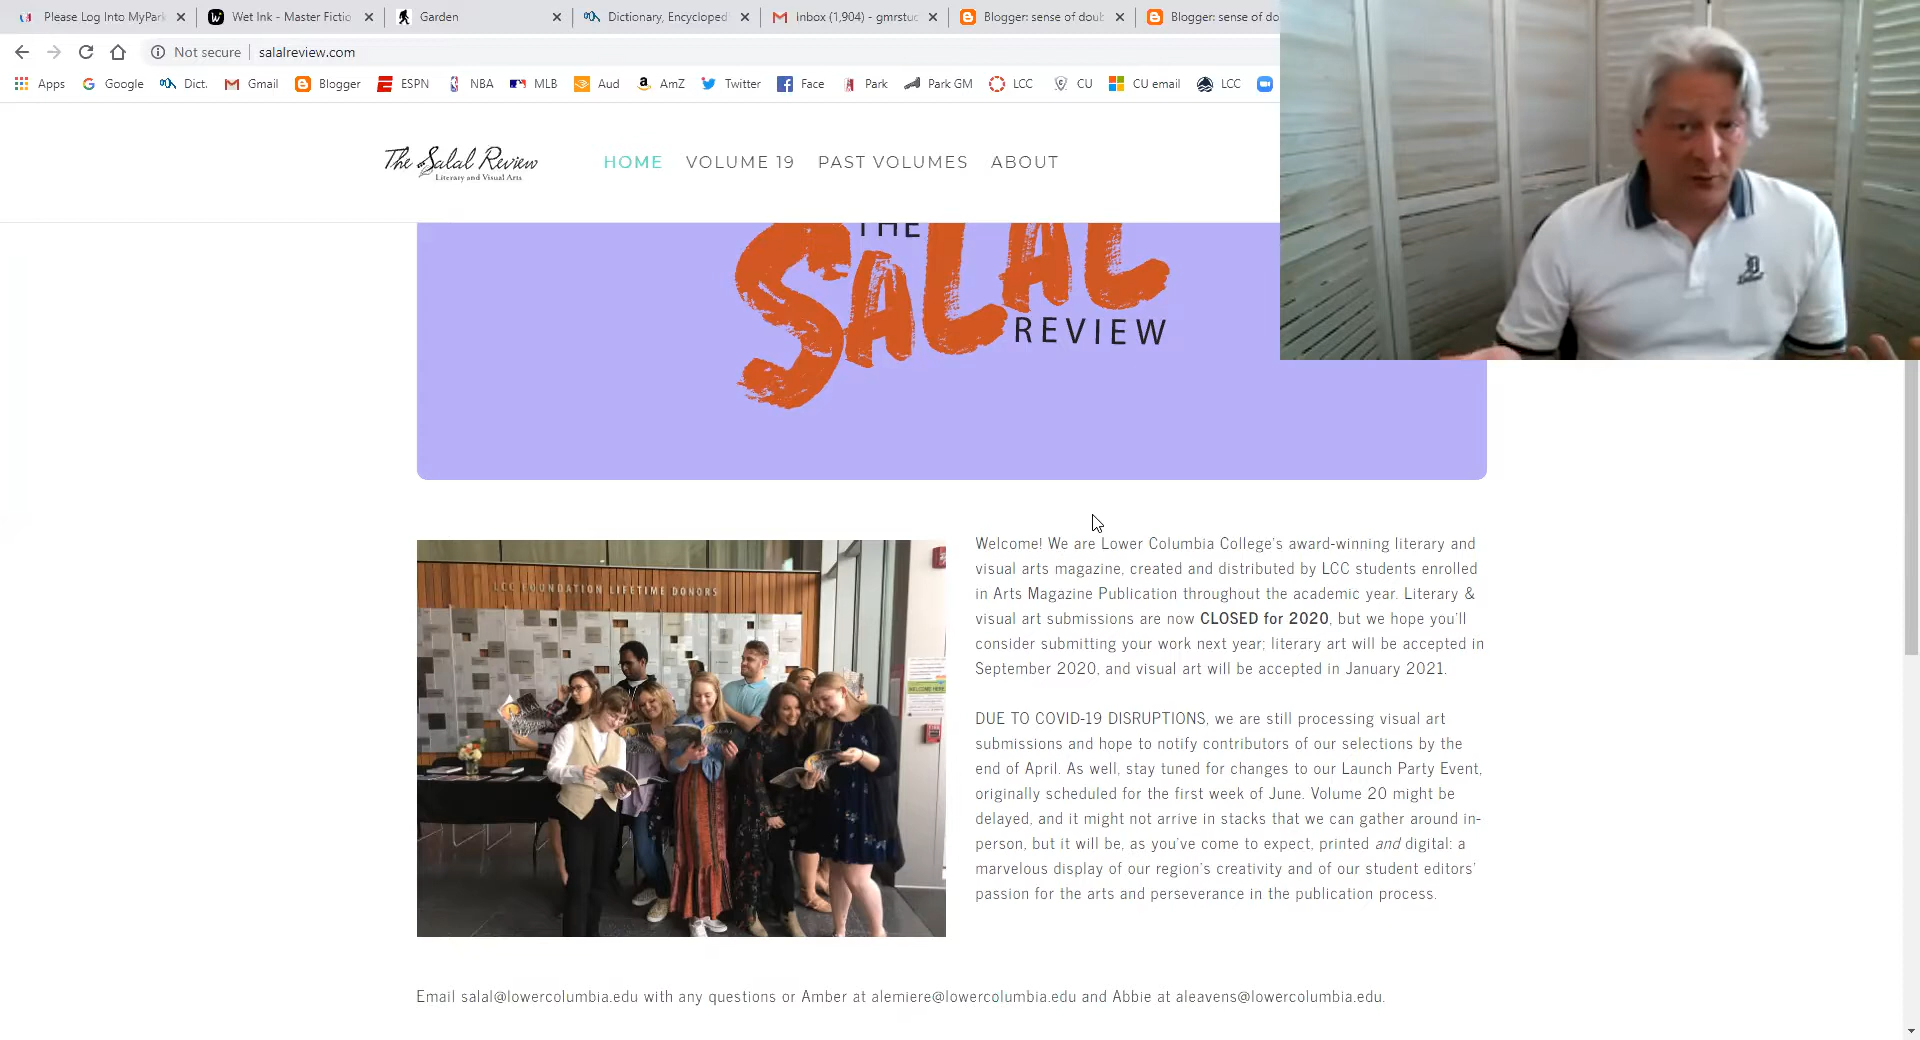 Please Log Into MyPark
Wet Ink - Master Fictio
Garden
Dictionary, Encycloped
Inbox (1,904) - gmrstuc
Blogger: sense of doub
Blogger: sense of do
Not secure
salalreview.com
Apps
Google
Dict.
Gmail
Blogger
ESPN
NBA
MLB
Aud
AmZ
Twitter
Face
Park
Park GM
LCC
CU
CU email
LCC
The Salal Review
Literary and Visual Arts
HOME
VOLUME 19
PAST VOLUMES
ABOUT
THE
SALAL
REVIEW
D
LCC FOUNDATION LIFETIME DONORS
Welcome! We are Lower Columbia College's award-winning literary and
visual arts magazine, created and distributed by LCC students enrolled
in Arts Magazine Publication throughout the academic year. Literary &
visual art submissions are now CLOSED for 2020, but we hope you'll
consider submitting your work next year; literary art will be accepted in
September 2020, and visual art will be accepted in January 2021.
DUE TO COVID-19 DISRUPTIONS, we are still processing visual art
submissions and hope to notify contributors of our selections by the
end of April. As well, stay tuned for changes to our Launch Party Event,
originally scheduled for the first week of June. Volume 20 might be
delayed, and it might not arrive in stacks that we can gather around in-
person, but it will be, as you've come to expect, printed and digital: a
marvelous display of our region's creativity and of our student editors'
passion for the arts and perseverance in the publication process.
Email salal@lowercolumbia.edu with any questions or Amber at alemiere@lowercolumbia.edu and Abbie at aleavens@lowercolumbia.edu.